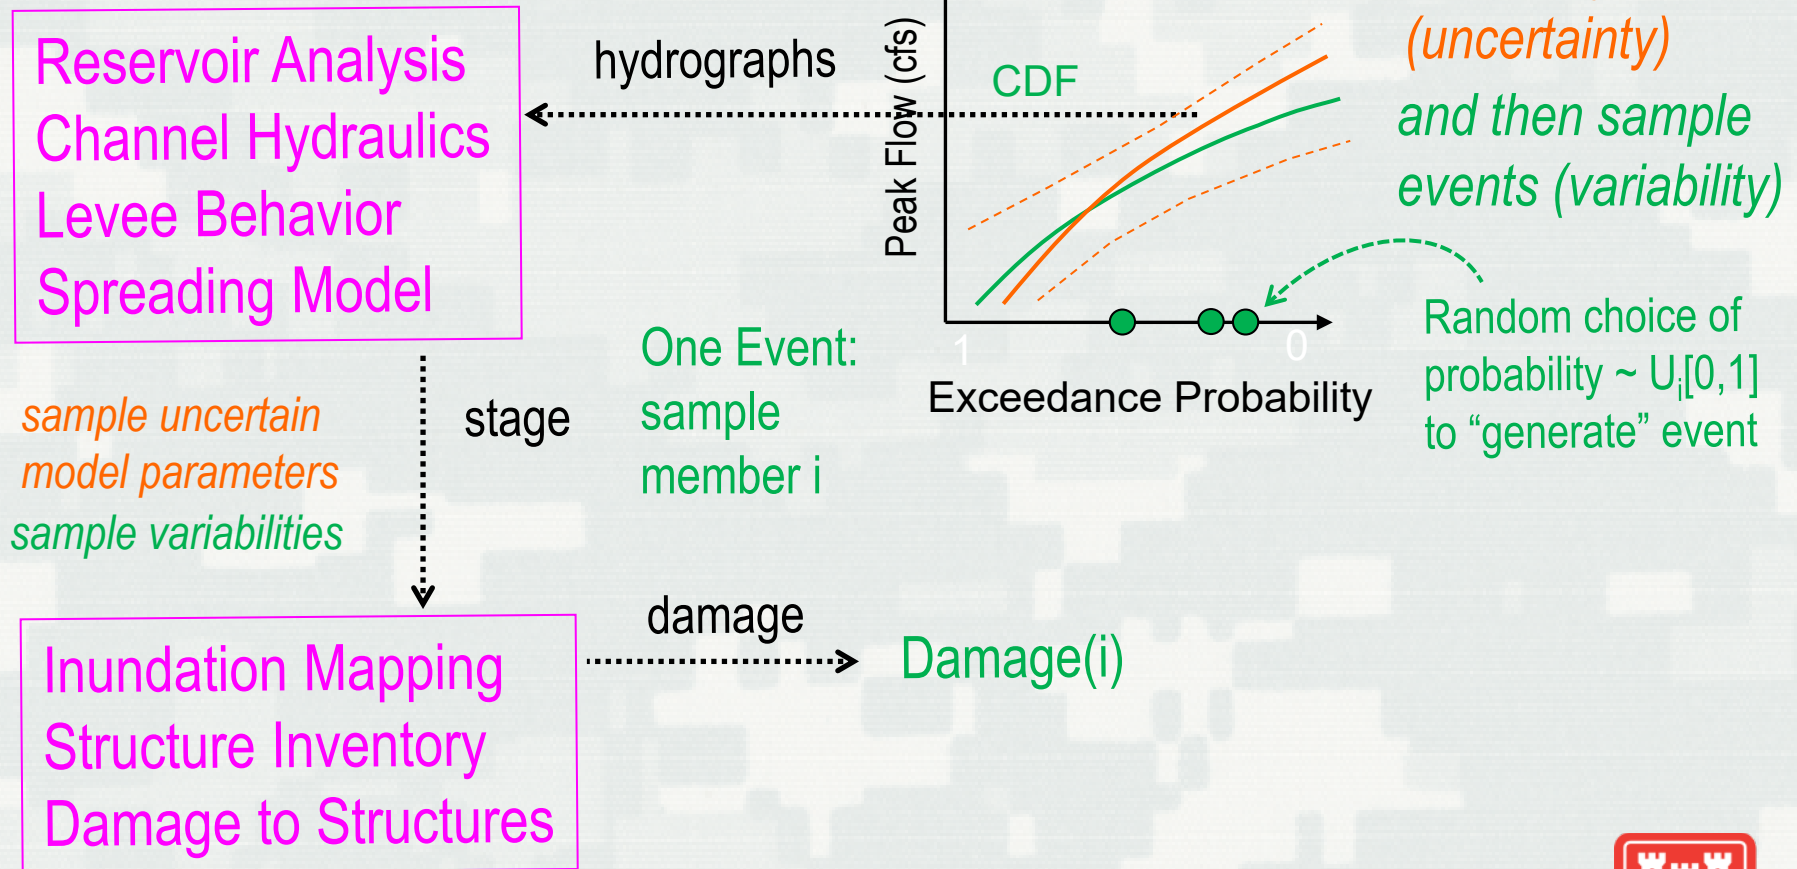 Reservoir Analysis
Channel Hydraulics
Levee Behavior
Spreading Model
hydrographs
Peak Flow (cfs)
CDF
1
0
Exceedance Probability
(uncertainty)
and then sample
events (variability)
Random choice of
probability ~ Ui[0,1]
to “generate” event
One Event:
sample
member i
sample uncertain
model parameters
sample variabilities
stage
Inundation Mapping
Structure Inventory
Damage to Structures
damage
Damage(i)